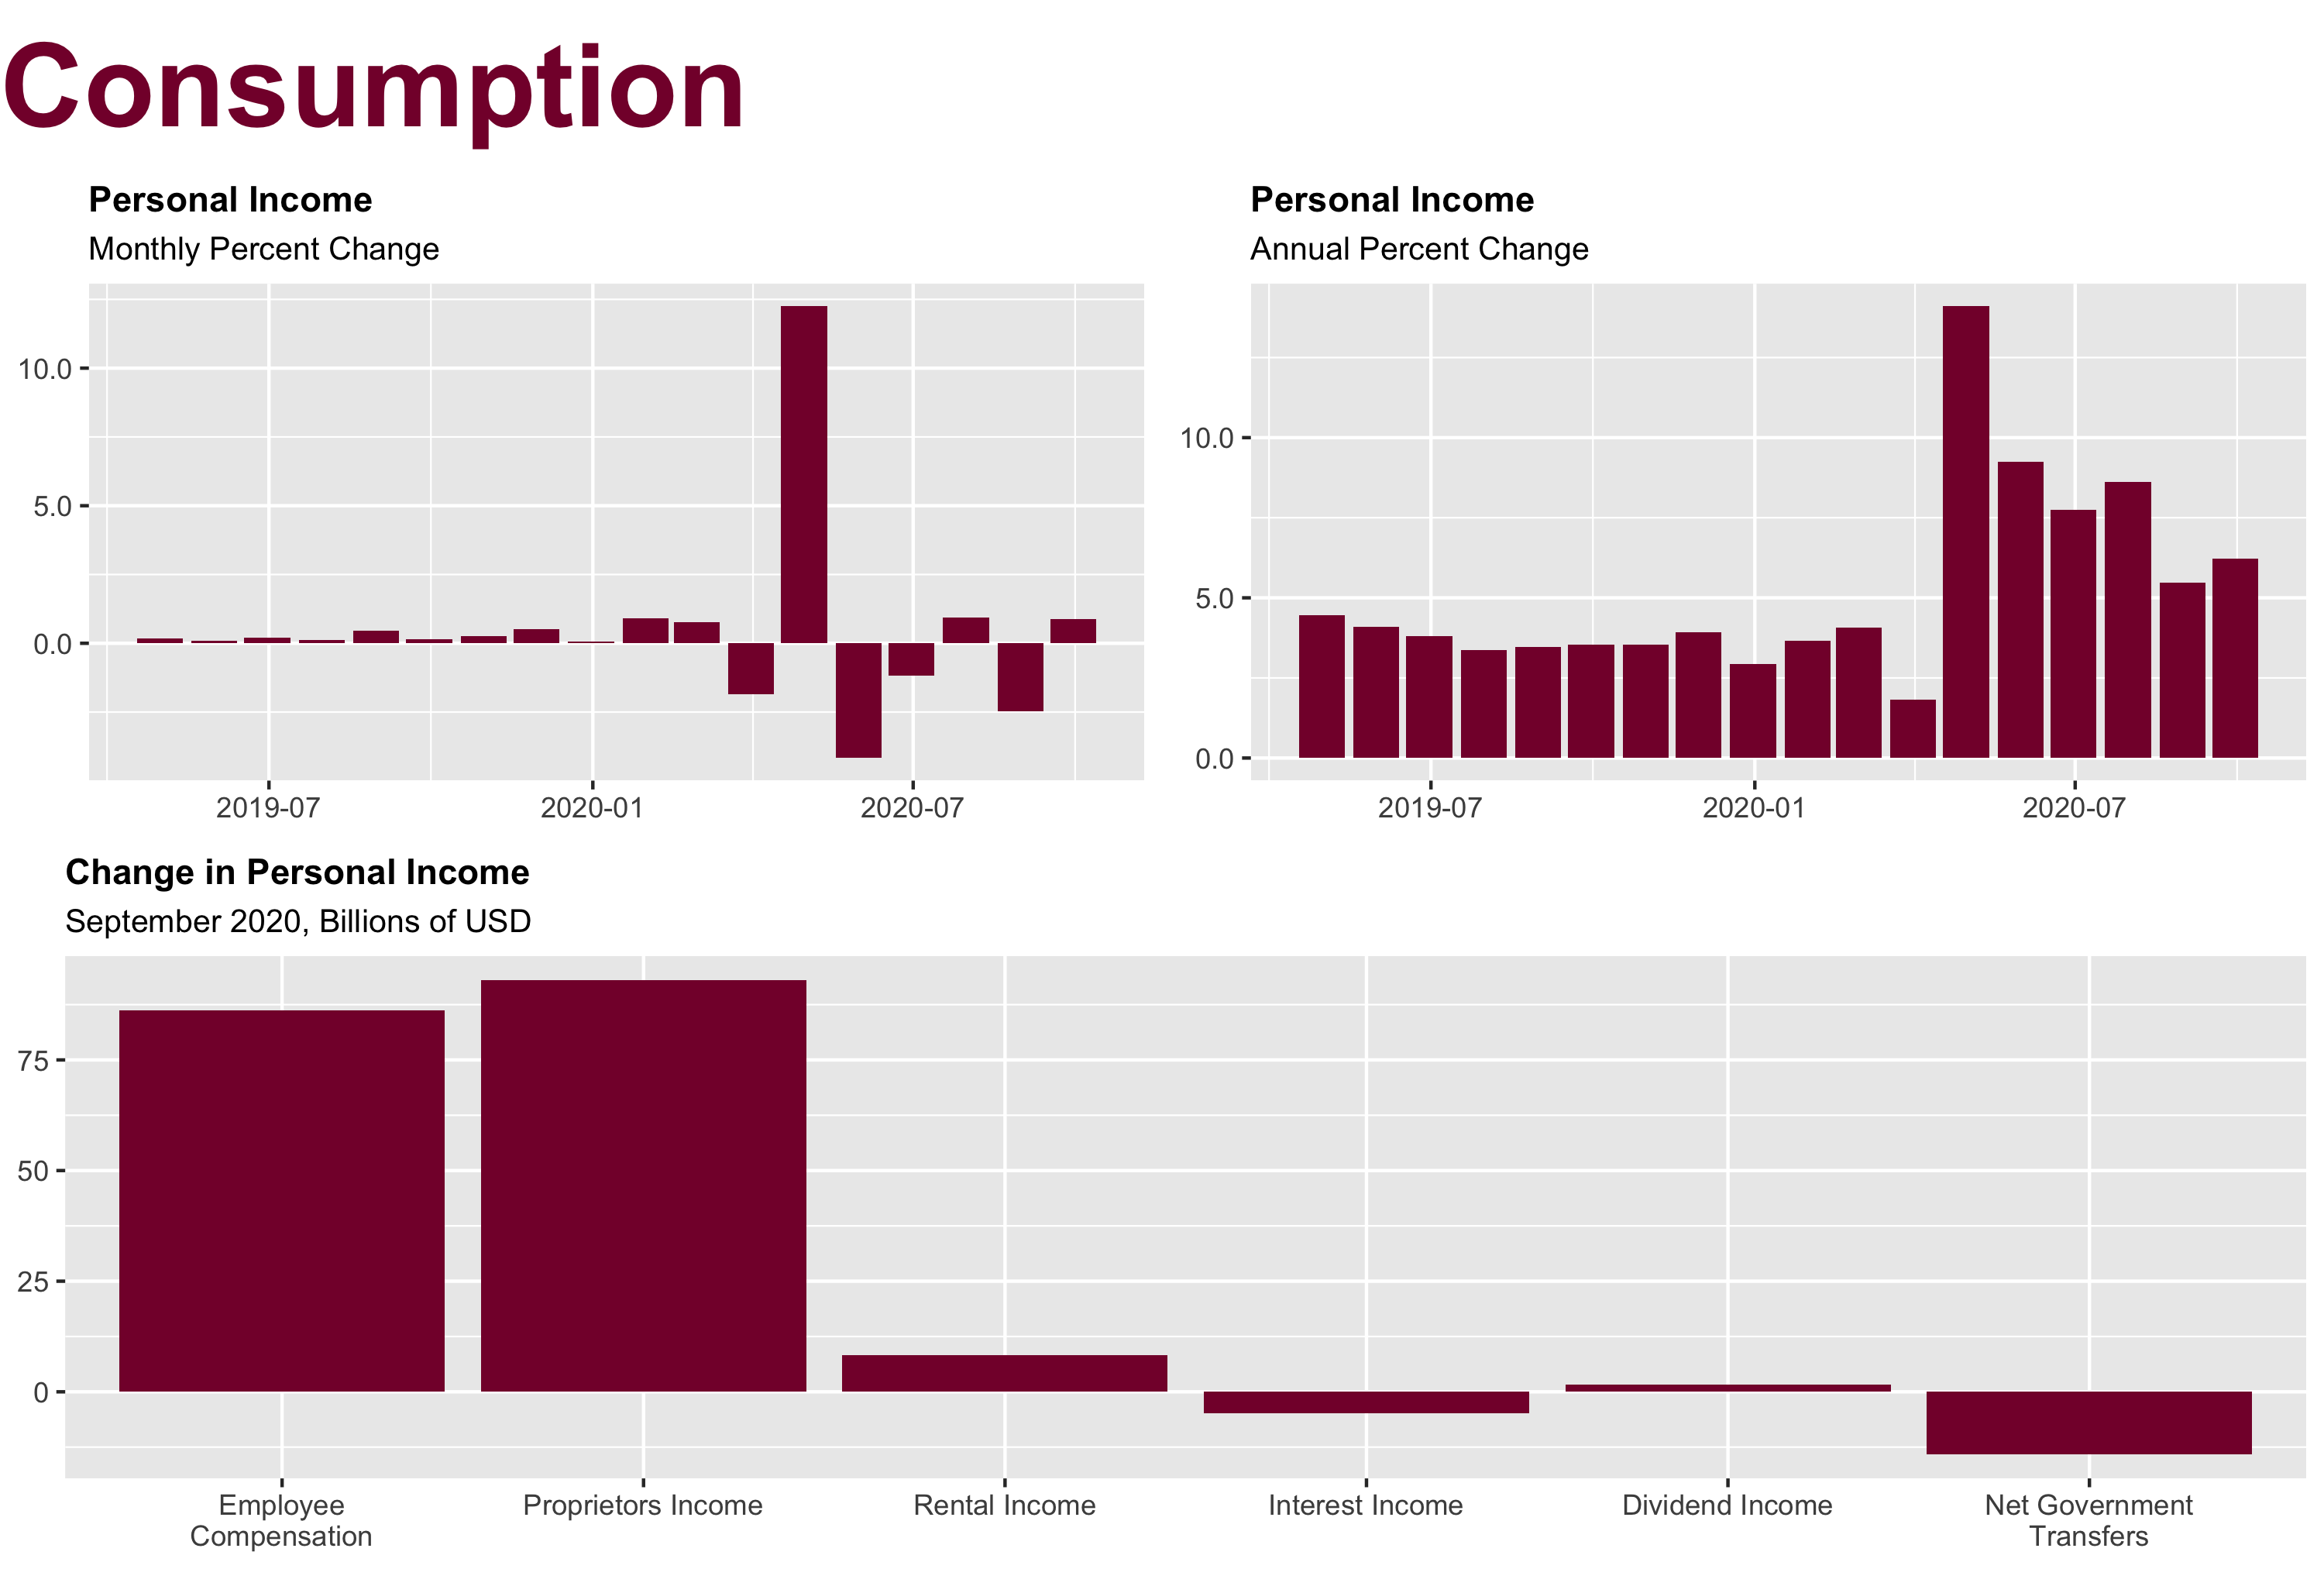 Consumption
Personal Income
Monthly Percent Change
10.0
5.0
0.0
2019-07 2020-01 2020-07
Personal Income
Annual Percent Change
10.0
5.0
0.0
2019-07 2020-01 2020-07
Change in Personal Income
September 2020, Billions of USD
75
50
25
0
Employee Proprietors Income Rental Income Interest Income Dividend Income Net Government
Compensation Transfers